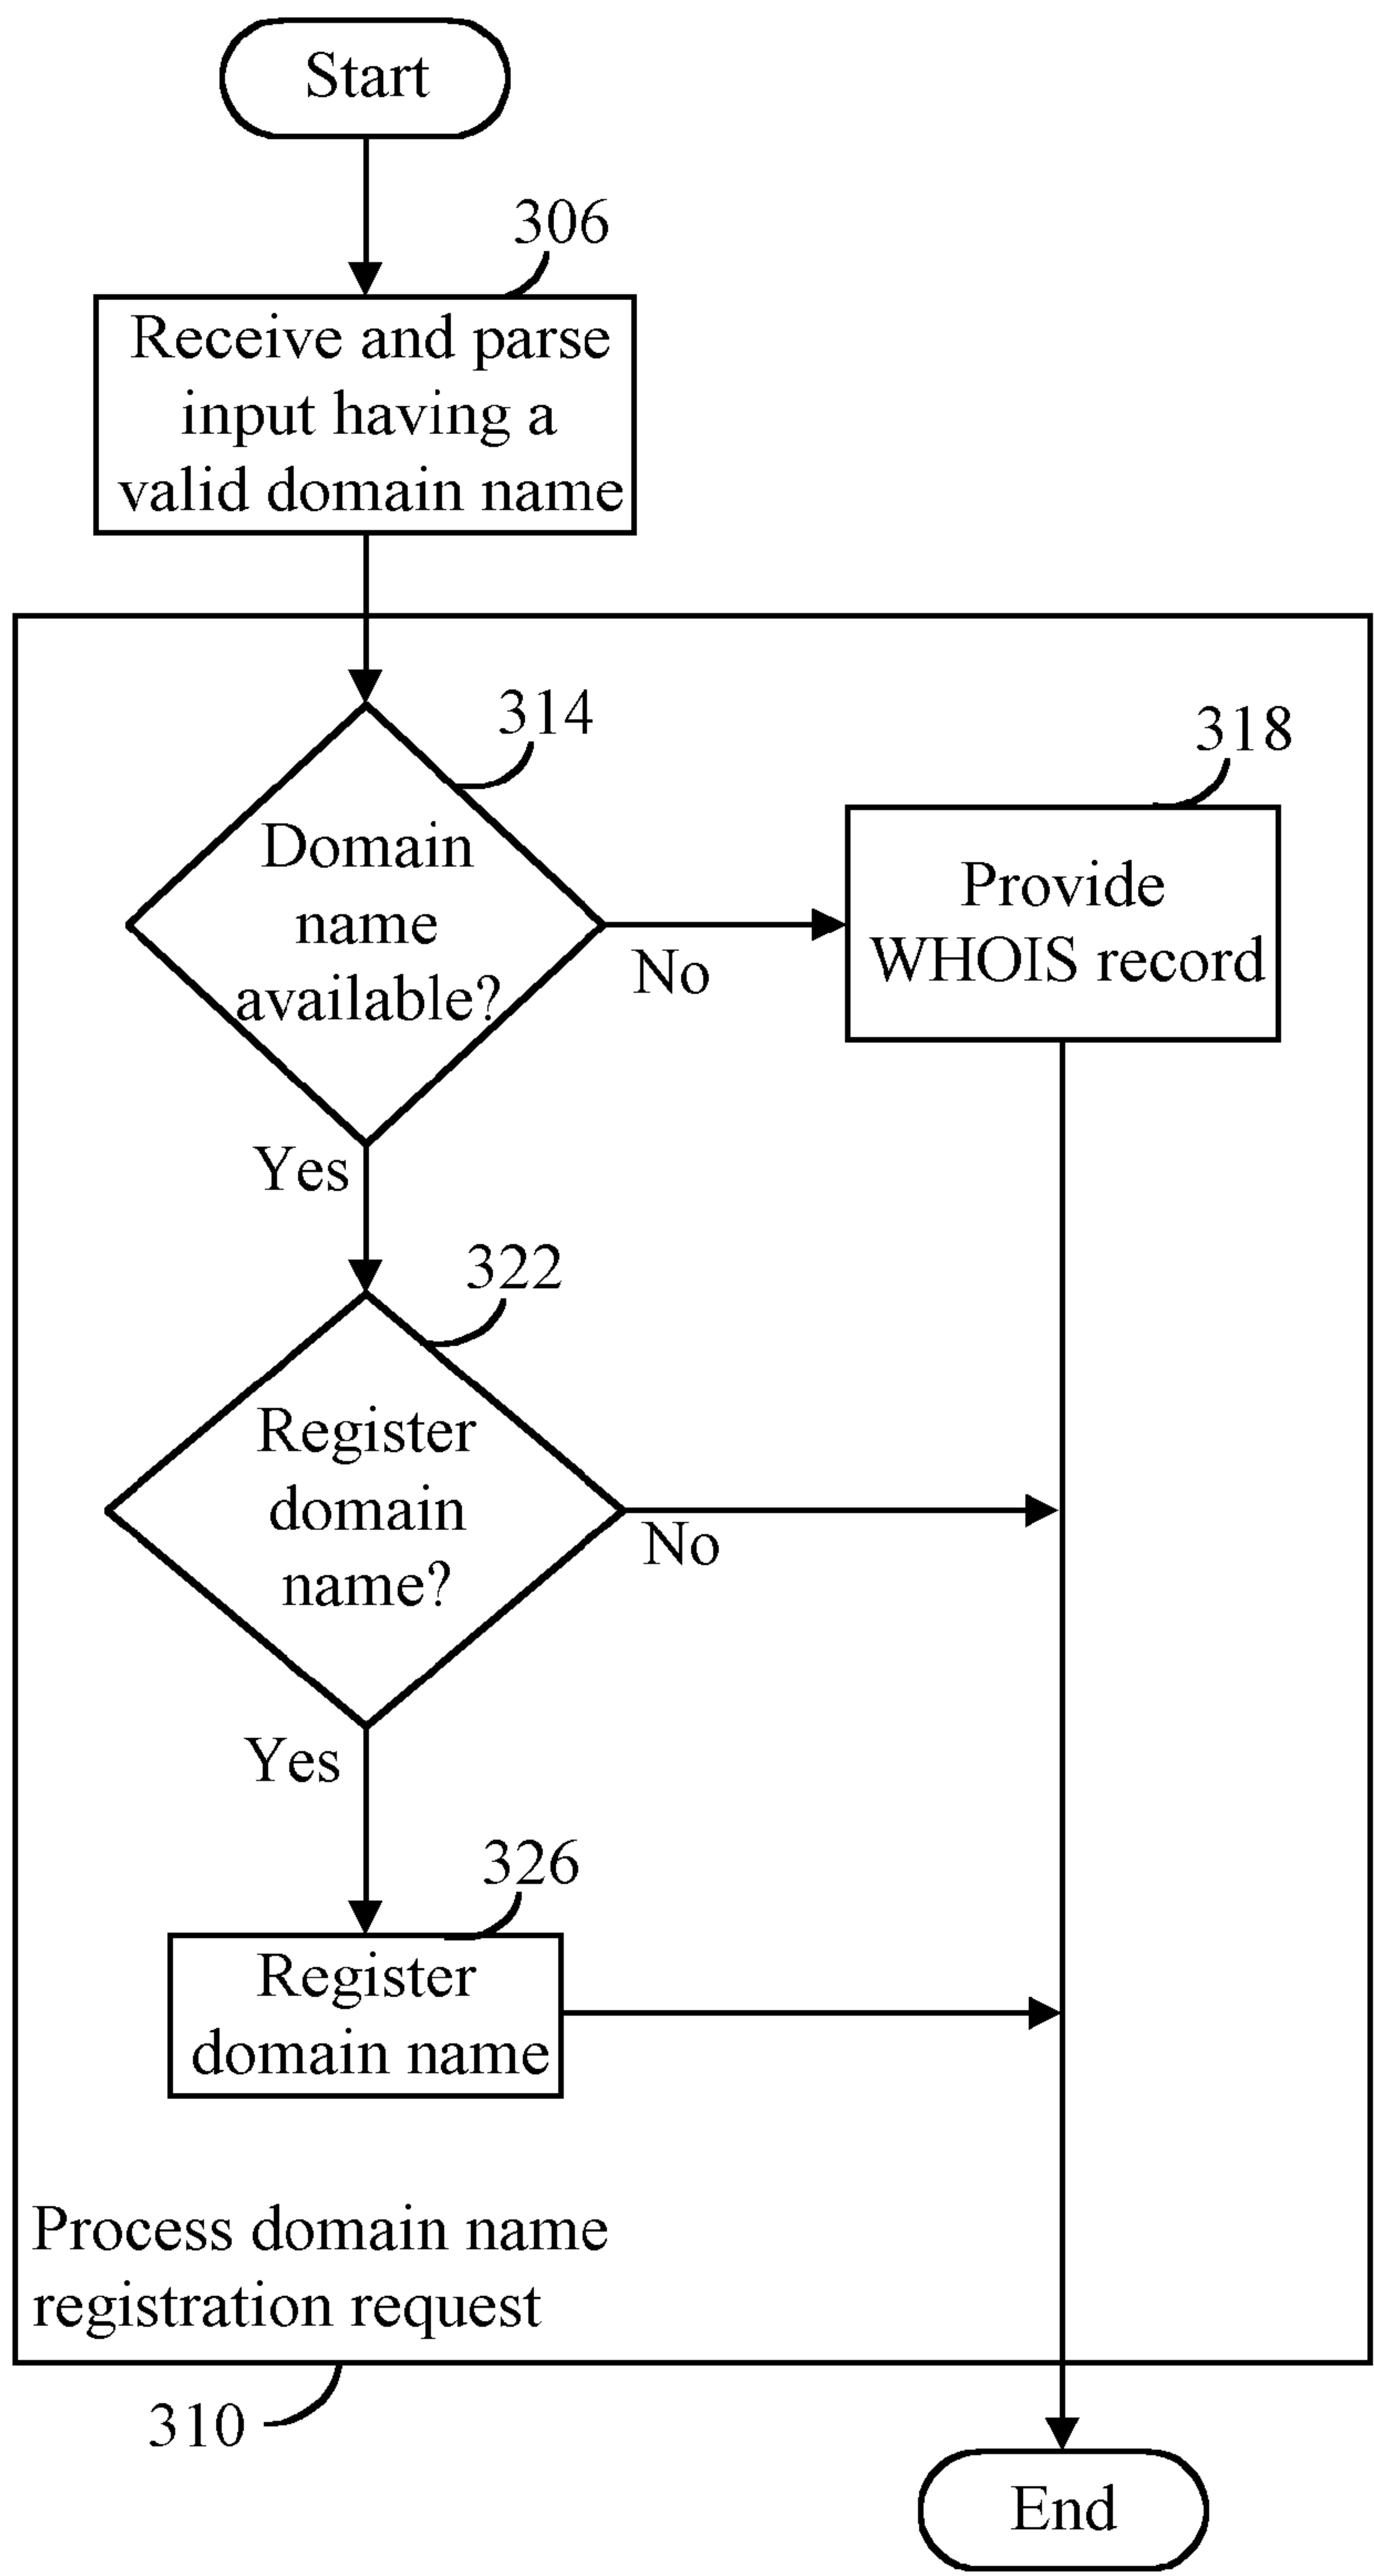 Start
306
Receive and parse
input having a
valid domain name
314
318
Domain
name
available?
No
Provide
WHOIS record
Yes
322
Register
domain
name?
No
Yes
326
Register
domain name
Process domain name
registration request
310
End